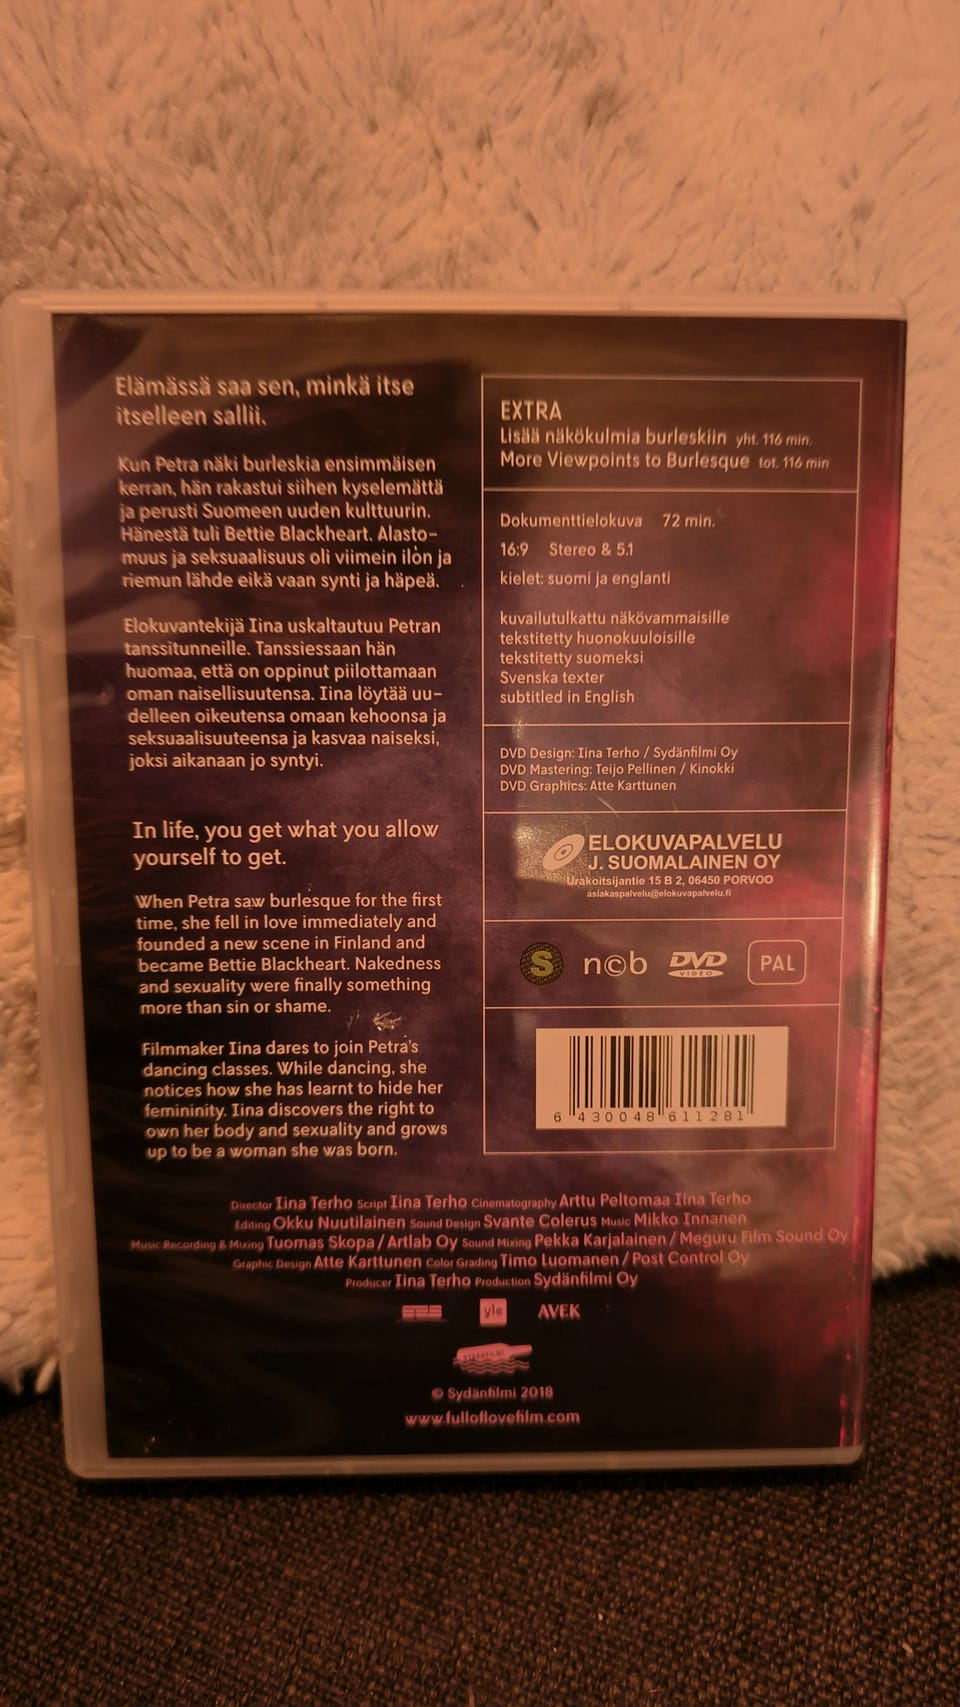 Elämässä saa sen, minkä itse
itselleen sallii.
Kun Petra näki burleskia ensimmäisen
kerran, hän rakastui siihen kyselemättä
ja perusti Suomeen uuden kulttuurin.
Hänestä tuli Bettie Blackheart. Alasto-
muus ja seksuaalisuus oli viimein ilon ja
riemun lähde eikä vaan synti ja häpeä.
Elokuvantekijä Iina uskaltautuu Petran
tanssitunneille. Tanssiessaan hän
huomaa, että on oppinut piilottamaan
oman naisellisuutensa. Iina löytää uu-
delleen oikeutensa omaan kehoonsa ja
seksuaalisuuteensa ja kasvaa naiseksi,
joksi aikanaan jo syntyi.
In life, you get what you allow
yourself to get.
When Petra saw burlesque for the first
time, she fell in love immediately and
founded a new scene in Finland and
became Bettie Blackheart. Nakedness
and sexuality were finally something
more than sin or shame.
Filmmaker Iina dares to join Petra's
dancing classes. While dancing, she
notices how she has learnt to hide her
femininity. Iina discovers the right to
own her body and sexuality and grows
up to be a woman she was born.
EXTRA
Lisää näkökulmia burleskiin yht. 116 min.
More Viewpoints to Burlesque tot. 116 min
Dokumenttielokuva 72 min.
16:9 Stereo & 5.1
kielet: suomi ja englanti
kuvailutulkattu näkövammaisille
tekstitetty huonokuuloisille
tekstitetty suomeksi
Svenska texter
subtitled in English
DVD Design: Iina Terho / Sydänfilmi Oy
DVD Mastering: Teijo Pellinen / Kinokki
DVD Graphics: Atte Karttunen
ELOKUVAPALVELU
J. SUOMALAINEN OY
Urakoitsijantie 15 B 2, 06450 PORVOO
asiakaspalvelu@elokuvapalvelu.fi
S n©b DVD VIDEO PAL
6 430048 611281
Director Iina Terho Script Iina Terho Cinematography Arttu Peltomaa Iina Terho
Editing Okku Nuutilainen Sound Design Svante Colerus Music Mikko Innanen
Music Recording & Mixing Tuomas Skopa / Artlab Oy Sound Mixing Pekka Karjalainen / Meguru Film Sound Oy
Graphic Design Atte Karttunen Color Grading Timo Luomanen / Post Control Oy
Producer Iina Terho Production Sydänfilmi Oy
yle AVEK
SYDÄNFILMI
© Sydänfilmi 2018
www.fulloflovefilm.com